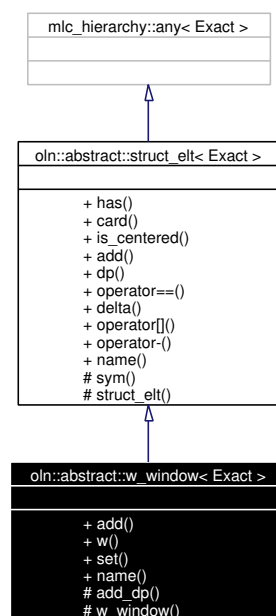 mlc_hierarchy::any< Exact >
oln::abstract::struct_elt< Exact >
+ has()
+ card()
+ is_centered()
+ add()
+ dp()
+ operator==()
+ delta()
+ operator[]()
+ operator-()
+ name()
# sym()
# struct_elt()
oln::abstract::w_window< Exact >
+ add()
+ w()
+ set()
+ name()
# add_dp()
# w_window()